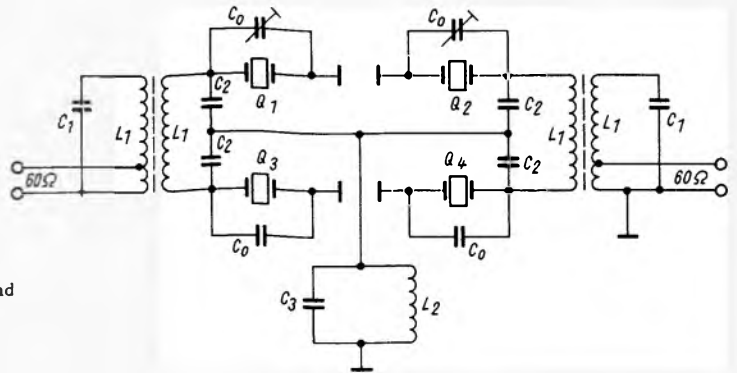 C0 C0
C2 Q1 Q2 C2
C1 L1 L1 L1 L1 C1
C2 Q3 Q4 C2
60Ω 60Ω
C0 C0
nd
C3 L2